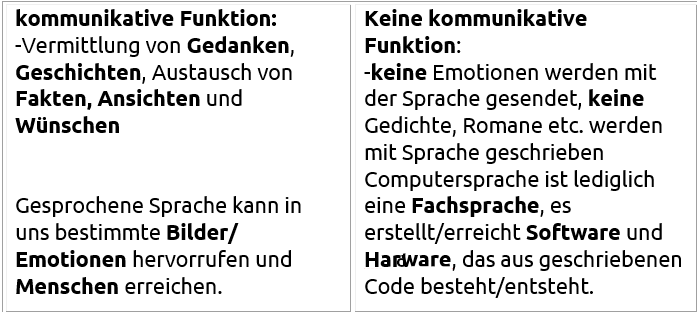 kommunikative Funktion:
-Vermittlung von Gedanken,
Geschichten, Austausch von
Fakten, Ansichten und
Wünschen
Gesprochene Sprache kann in
uns bestimmte Bilder/
Emotionen hervorrufen und
Menschen erreichen.
Keine kommunikative
Funktion:
-keine Emotionen werden mit
der Sprache gesendet, keine
Gedichte, Romane etc. werden
mit Sprache geschrieben
Computersprache ist lediglich
eine Fachsprache, es
erstellt/erreicht Software und
Hardware, das aus geschriebenen
Code besteht/entsteht.